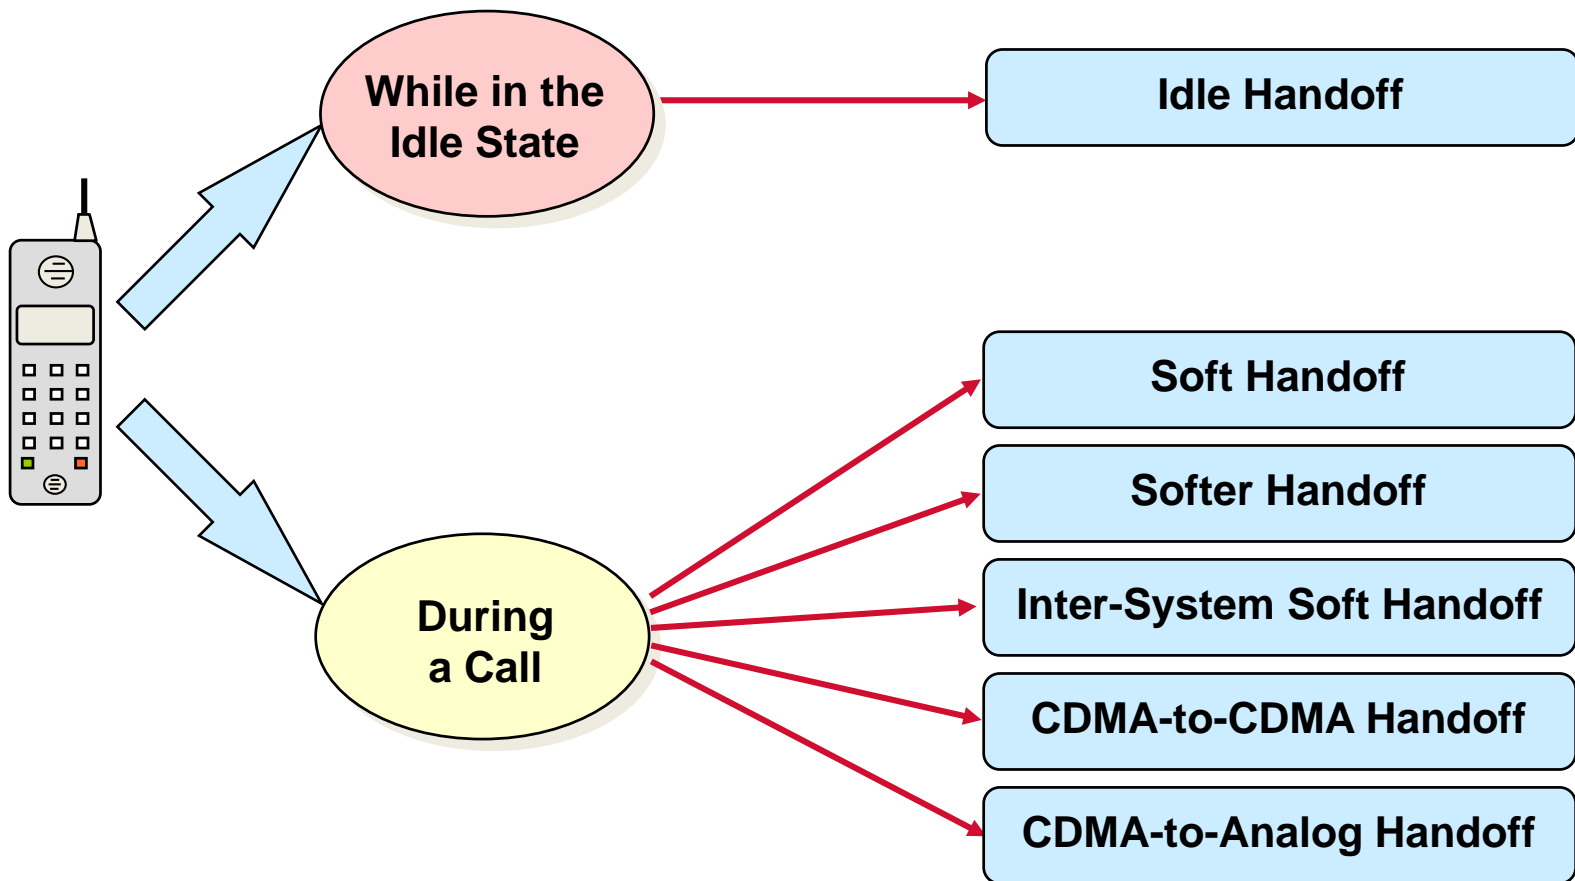 While in the
Idle State
Idle Handoff
During
a Call
Soft Handoff
Softer Handoff
Inter-System Soft Handoff
CDMA-to-CDMA Handoff
CDMA-to-Analog Handoff